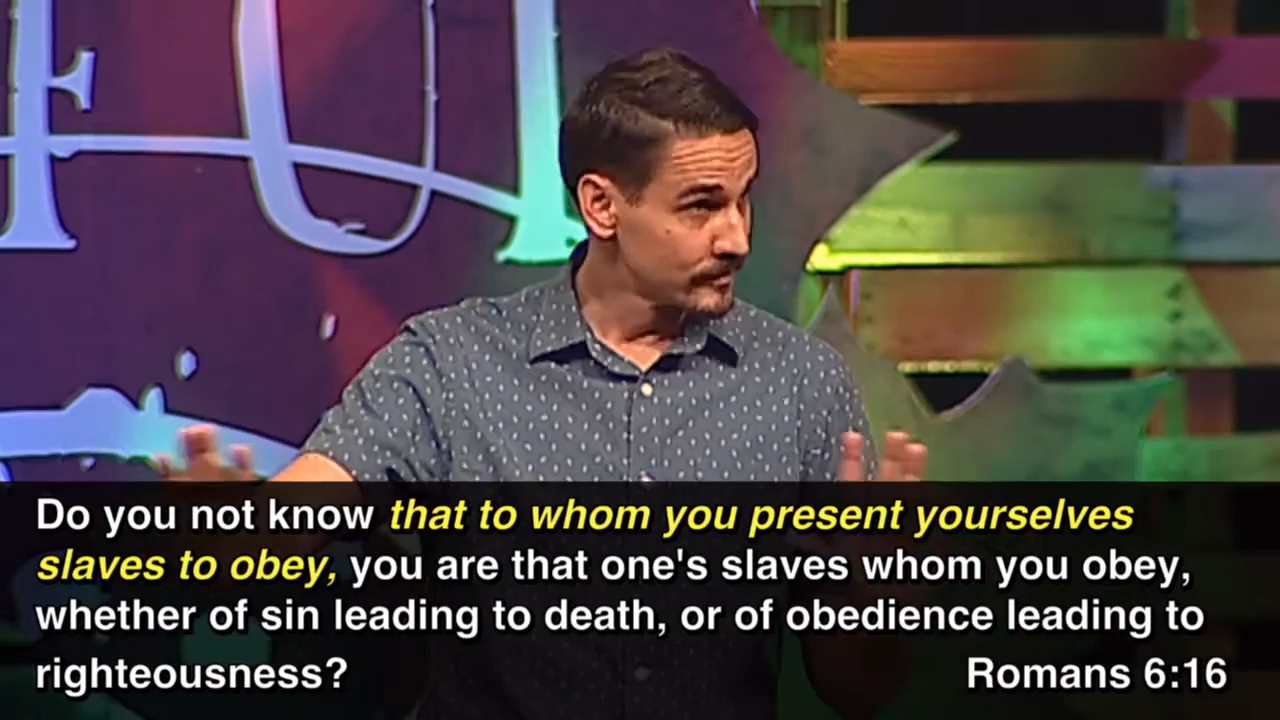 Do you not know that to whom you present yourselves
slaves to obey, you are that one's slaves whom you obey,
whether of sin leading to death, or of obedience leading to
righteousness? Romans 6:16